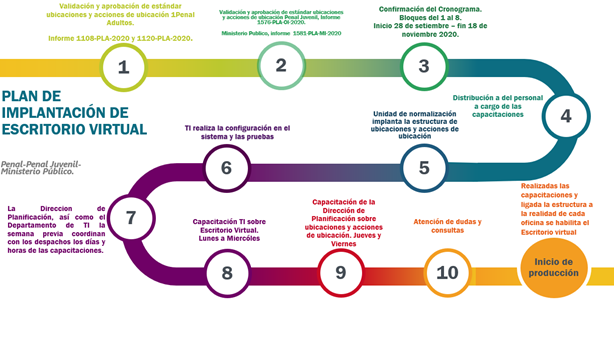 Validación y aprobación de estándar
ubicaciones y acciones de ubicación 1Penal
Adultos.
Informe 1108-PLA-2020 y 1120-PLA-2020.
1
Validación y aprobación de estándar ubicaciones
y acciones de ubicación Penal Juvenil, Informe
1576-PLA-OI-2020.
Ministerio Público, informe 1581-PLA-MI-2020
2
Confirmación del Cronograma.
Bloques del 1 al 8.
Inicio 28 de setiembre – fin 18 de
noviembre 2020.
3
PLAN DE
IMPLANTACIÓN DE
ESCRITORIO VIRTUAL
Penal-Penal Juvenil-
Ministerio Público.
Distribución a del personal
a cargo de las
capacitaciones
4
Unidad de normalización
implanta la estructura de
ubicaciones y acciones de
ubicación
5
TI realiza la configuración en el
sistema y las pruebas
6
7
La Direccion de
Planificación, así como el
Departamento de TI la
semana previa coordinan
con los despachos los días y
horas de las capacitaciones.
Capacitación TI sobre
Escritorio Virtual.
Lunes a Miércoles
8
Capacitación de la
Dirección de
Planificación sobre
ubicaciones y acciones
de ubicación. Jueves y
Viernes
9
Atención de dudas y
consultas
10
Realizadas las
capacitaciones y
ligada la estructura a
la realidad de cada
oficina se habilita el
Escritorio virtual
Inicio de
producción